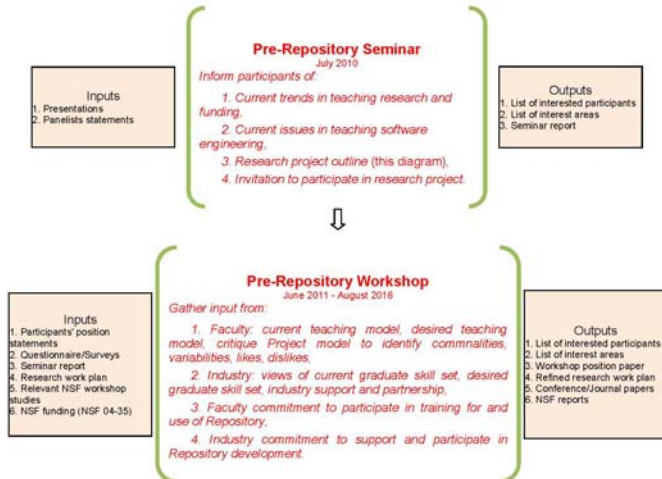 Pre-Repository Seminar
July 2010
Inform participants of:
1. Current trends in teaching research and
funding,
2. Current issues in teaching software
engineering,
3. Research project outline (this diagram),
4. Invitation to participate in research project.
Inputs
1. Presentations
2. Panelists statements
Outputs
1. List of interested participants
2. List of interest areas
3. Seminar report
Pre-Repository Workshop
June 2011 - August 2016
Gather input from:
1. Faculty: current teaching model, desired teaching
model, critique Project model to identify commnalities,
variabilities, likes, dislikes,
2. Industry: views of current graduate skill set, desired
graduate skill set, industry support and partnership,
3. Faculty commitment to participate in training for and
use of Repository,
4. Industry commitment to support and participate in
Repository development.
Inputs
1. Participants' position
statements
2. Questionnaire/Surveys
3. Seminar report
4. Research work plan
5. Relevant NSF workshop
studies
6. NSF funding (NSF 04-35)
Outputs
1. List of interested participants
2. List of interest areas
3. Workshop position paper
4. Refined research work plan
5. Conference/Journal papers
6. NSF reports